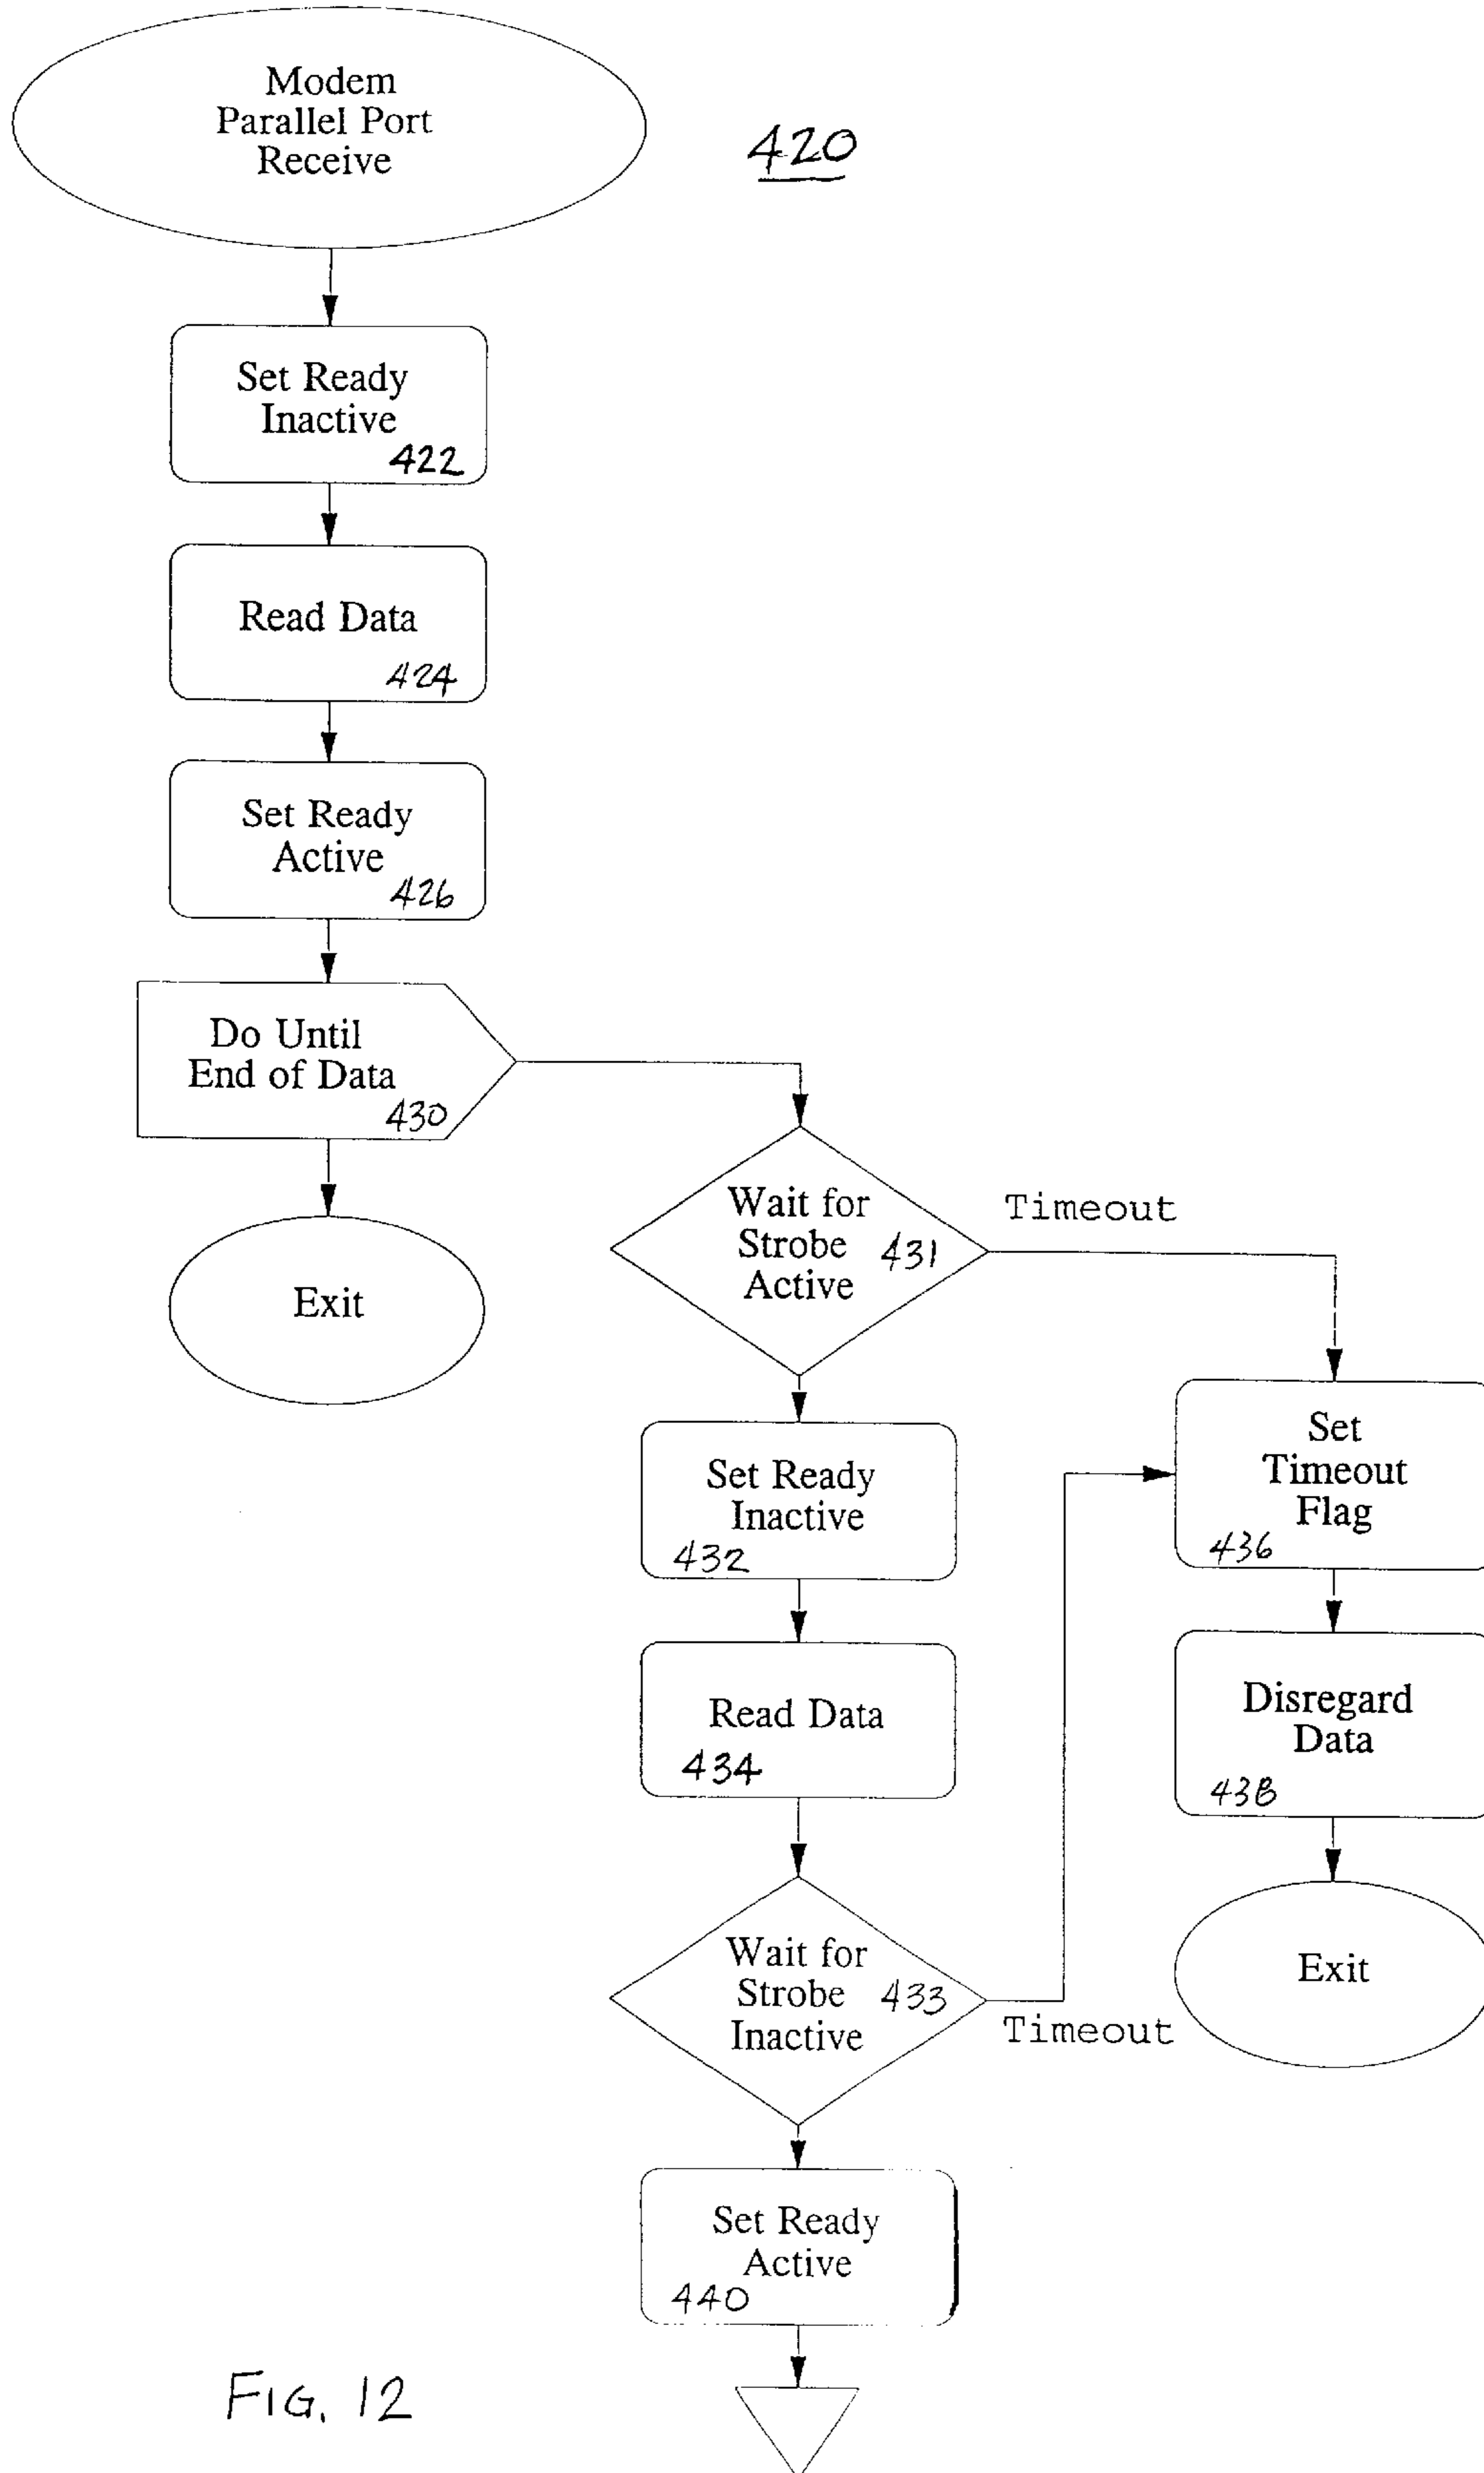 Modem
Parallel Port
Receive
420
Set Ready
Inactive
422
Read Data
424
Set Ready
Active
426
Do Until
End of Data
430
Exit
Wait for
Strobe 431
Active
Timeout
Set Ready
Inactive
432
Read Data
434
Wait for
Strobe 433
Inactive
Timeout
Set Ready
Active
440
Set
Timeout
Flag
436
Disregard
Data
438
Exit
FIG. 12